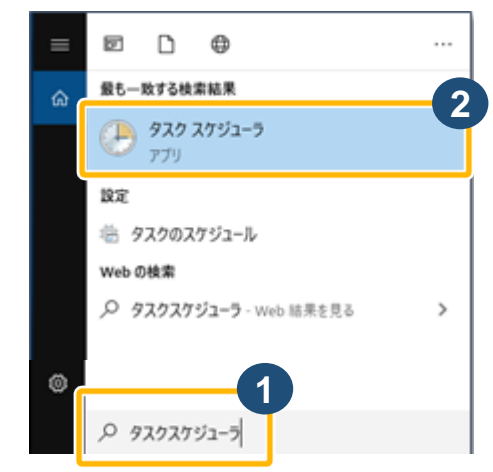 最も一致する検索結果
2
タスク スケジューラ
アプリ
設定
タスクのスケジュール
Web の検索
タスクスケジューラ - Web 結果を見る
1
タスクスケジューラ